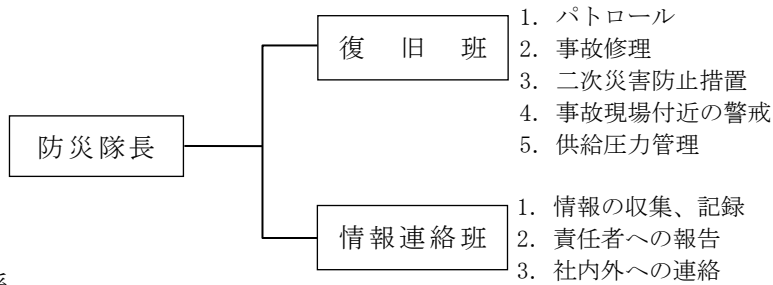 防災隊長
復旧班
1. パトロール
2. 事故修理
3. 二次災害防止措置
4. 事故現場付近の警戒
5. 供給圧力管理
情報連絡班
1. 情報の収集、記録
2. 責任者への報告
3. 社内外への連絡